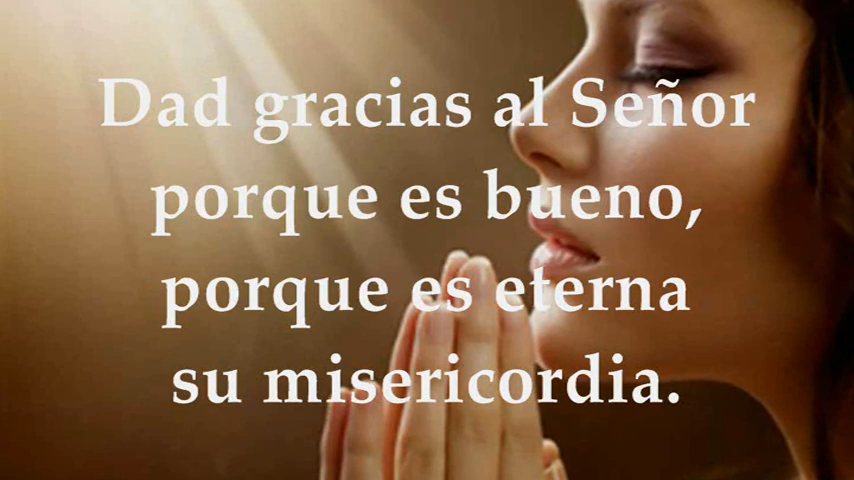 Dad gracias al Señor
porque es bueno,
porque es eterna
su misericordia.